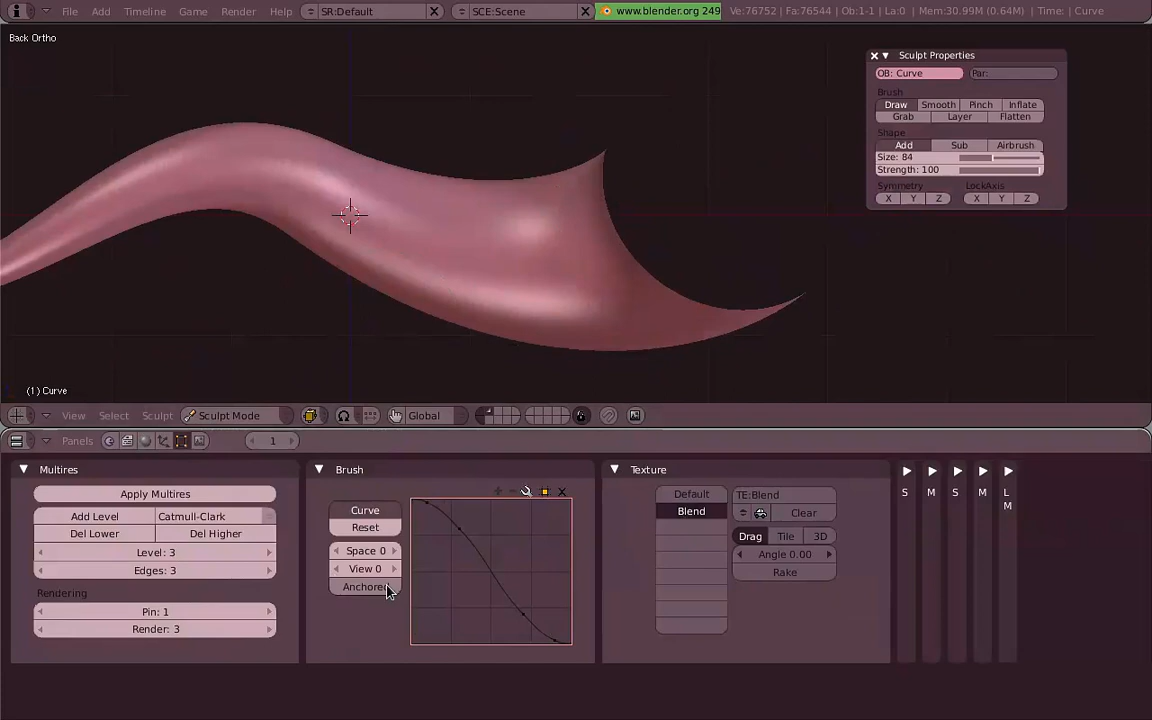 File Add Timeline Game Render Help SR:Default SCE:Scene www.blender.org 249 Ve:76752 | Fa:76544 | Ob:1-1 | La:0 | Mem:30.99M (0.64M) | Time: | Curve
Back Ortho
Sculpt Properties
OB: Curve Par:
Brush
Draw Smooth Pinch Inflate
Grab Layer Flatten
Shape
Add Sub Airbrush
Size: 84
Strength: 100
Symmetry LockAxis
X Y Z X Y Z
(1) Curve
View Select Sculpt Sculpt Mode Global
Panels 1
Multires
Apply Multires
Add Level Catmull-Clark
Del Lower Del Higher
Level: 3
Edges: 3
Rendering
Pin: 1
Render: 3
Brush
Curve
Reset
Space 0
View 0
Anchored
Texture
Default
Blend
TE:Blend
Clear
Drag Tile 3D
Angle 0.00
Rake
S M S M L
M